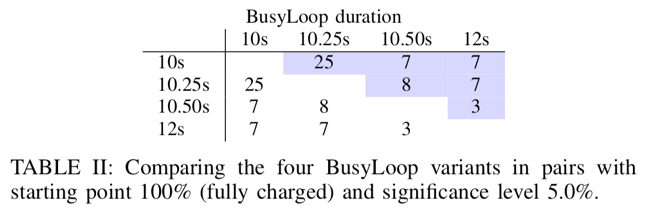 BusyLoop duration
10s 10.25s 10.50s 12s
10s 25 7 7
10.25s 25 8 7
10.50s 7 8 3
12s 7 7 3
TABLE II: Comparing the four BusyLoop variants in pairs with
starting point 100% (fully charged) and significance level 5.0%.